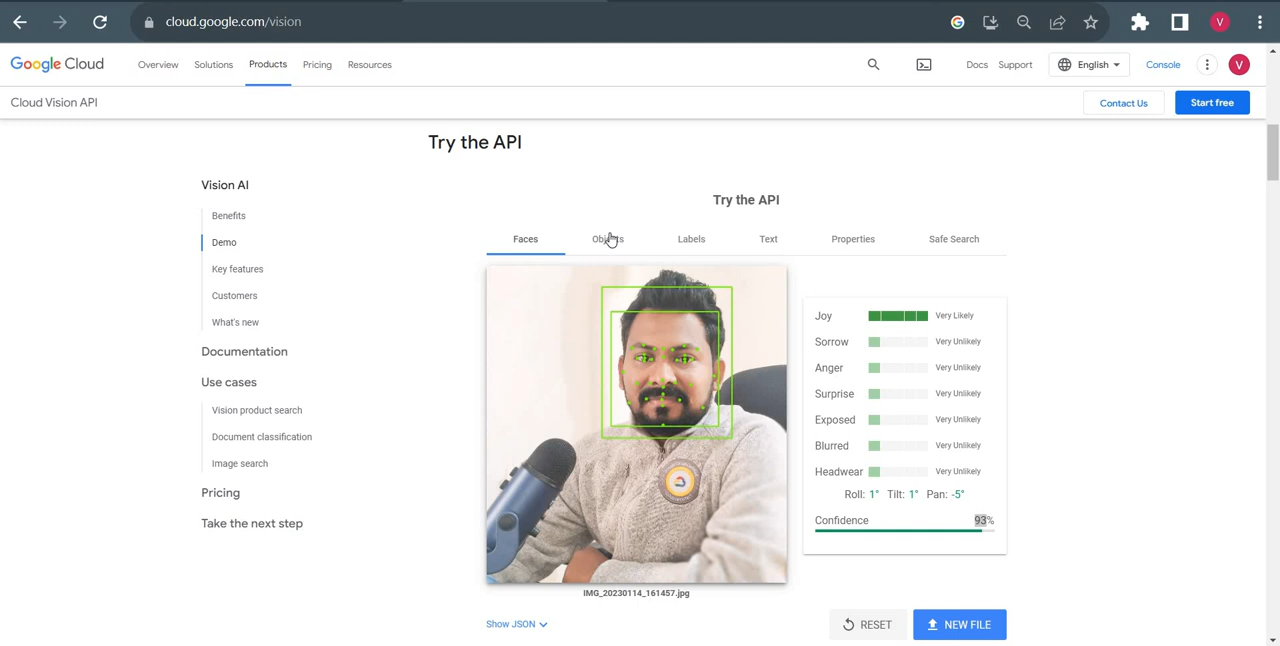 cloud.google.com/vision
G
V
Google Cloud
Overview
Solutions
Products
Pricing
Resources
Docs
Support
English
Console
V
Cloud Vision API
Contact Us
Start free
Try the API
Vision AI
Benefits
Demo
Key features
Customers
What's new
Documentation
Use cases
Vision product search
Document classification
Image search
Pricing
Take the next step
Try the API
Faces
Objects
Labels
Text
Properties
Safe Search
Joy Very Likely
Sorrow Very Unlikely
Anger Very Unlikely
Surprise Very Unlikely
Exposed Very Unlikely
Blurred Very Unlikely
Headwear Very Unlikely
Roll: 1° Tilt: 1° Pan: -5°
Confidence 93%
IMG_20230114_161457.jpg
Show JSON
RESET
NEW FILE